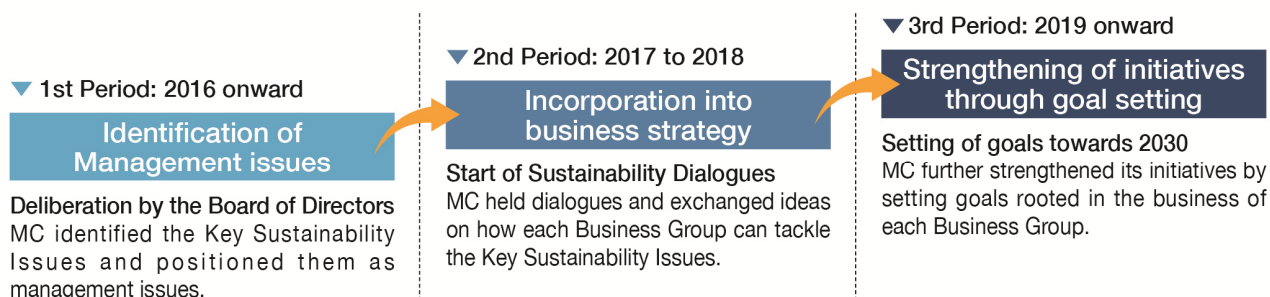 ▼ 1st Period: 2016 onward
Identification of
Management issues
Deliberation by the Board of Directors
MC identified the Key Sustainability
Issues and positioned them as
management issues.
▼ 2nd Period: 2017 to 2018
Incorporation into
business strategy
Start of Sustainability Dialogues
MC held dialogues and exchanged ideas
on how each Business Group can tackle
the Key Sustainability Issues.
▼ 3rd Period: 2019 onward
Strengthening of initiatives
through goal setting
Setting of goals towards 2030
MC further strengthened its initiatives by
setting goals rooted in the business of
each Business Group.